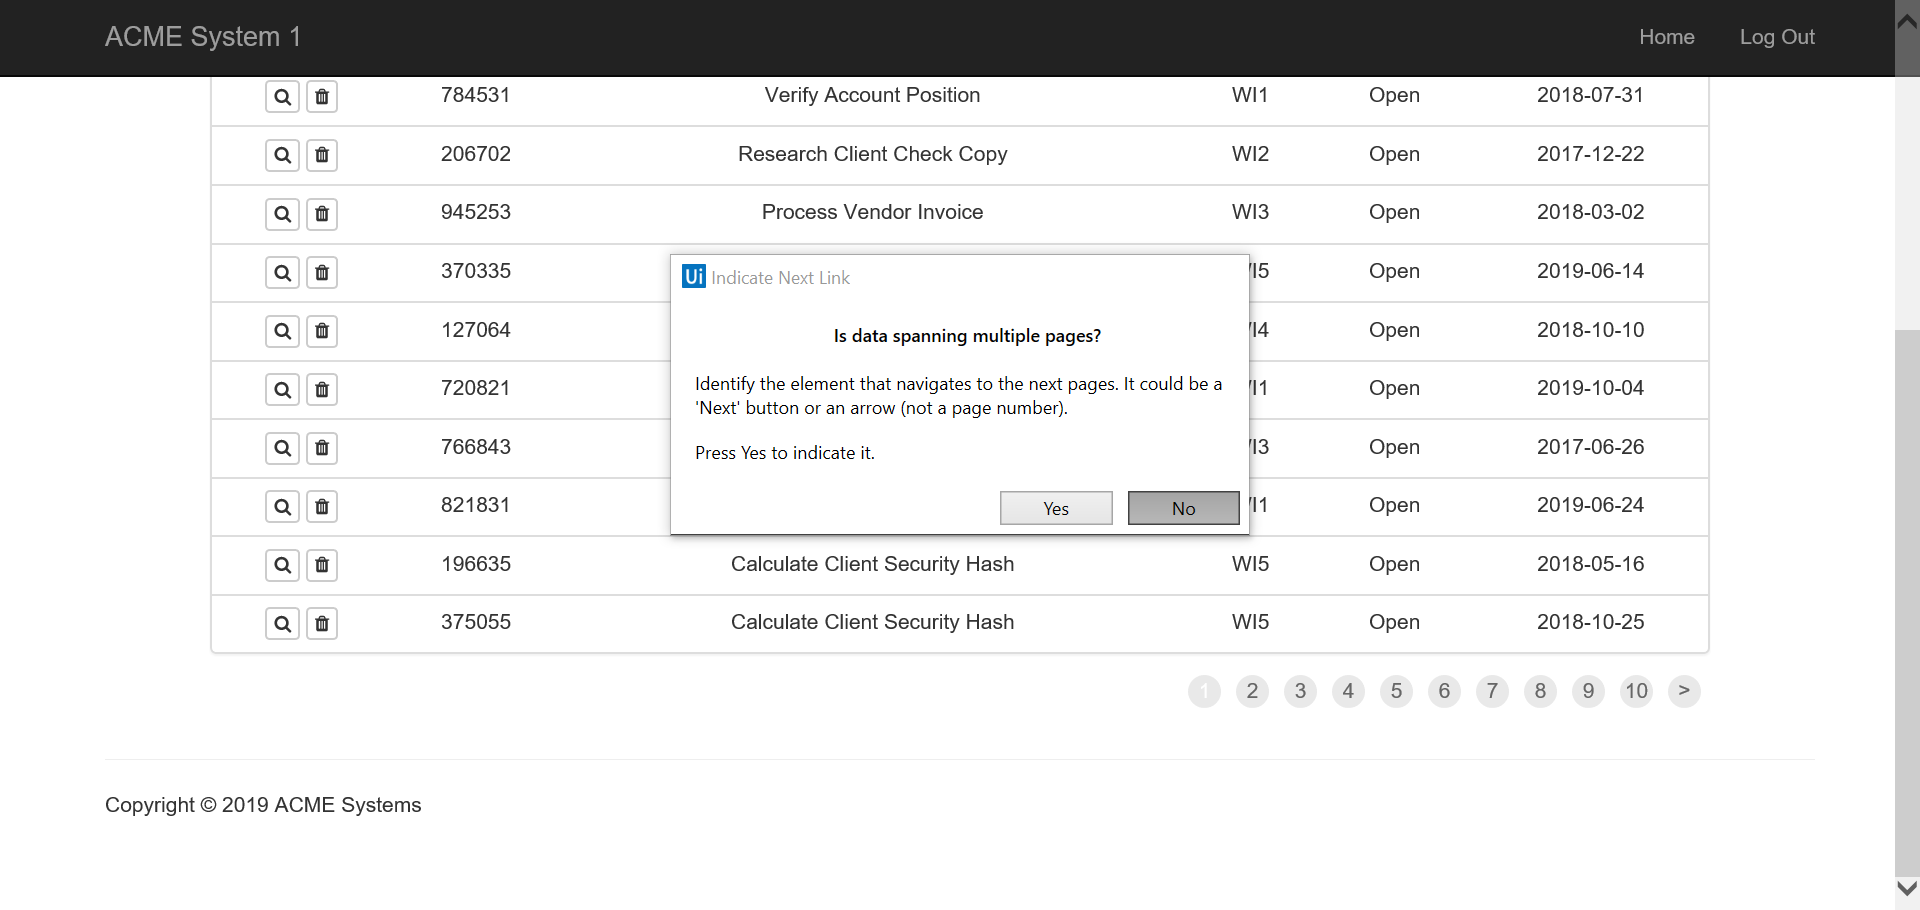 ACME System 1 Home Log Out
784531 Verify Account Position WI1 Open 2018-07-31
206702 Research Client Check Copy WI2 Open 2017-12-22
945253 Process Vendor Invoice WI3 Open 2018-03-02
370335 I5 Open 2019-06-14
127064 I4 Open 2018-10-10
720821 I1 Open 2019-10-04
766843 I3 Open 2017-06-26
821831 I1 Open 2019-06-24
196635 Calculate Client Security Hash WI5 Open 2018-05-16
375055 Calculate Client Security Hash WI5 Open 2018-10-25
Ui Indicate Next Link
Is data spanning multiple pages?
Identify the element that navigates to the next pages. It could be a
'Next' button or an arrow (not a page number).
Press Yes to indicate it.
Yes No
1 2 3 4 5 6 7 8 9 10 >
Copyright © 2019 ACME Systems